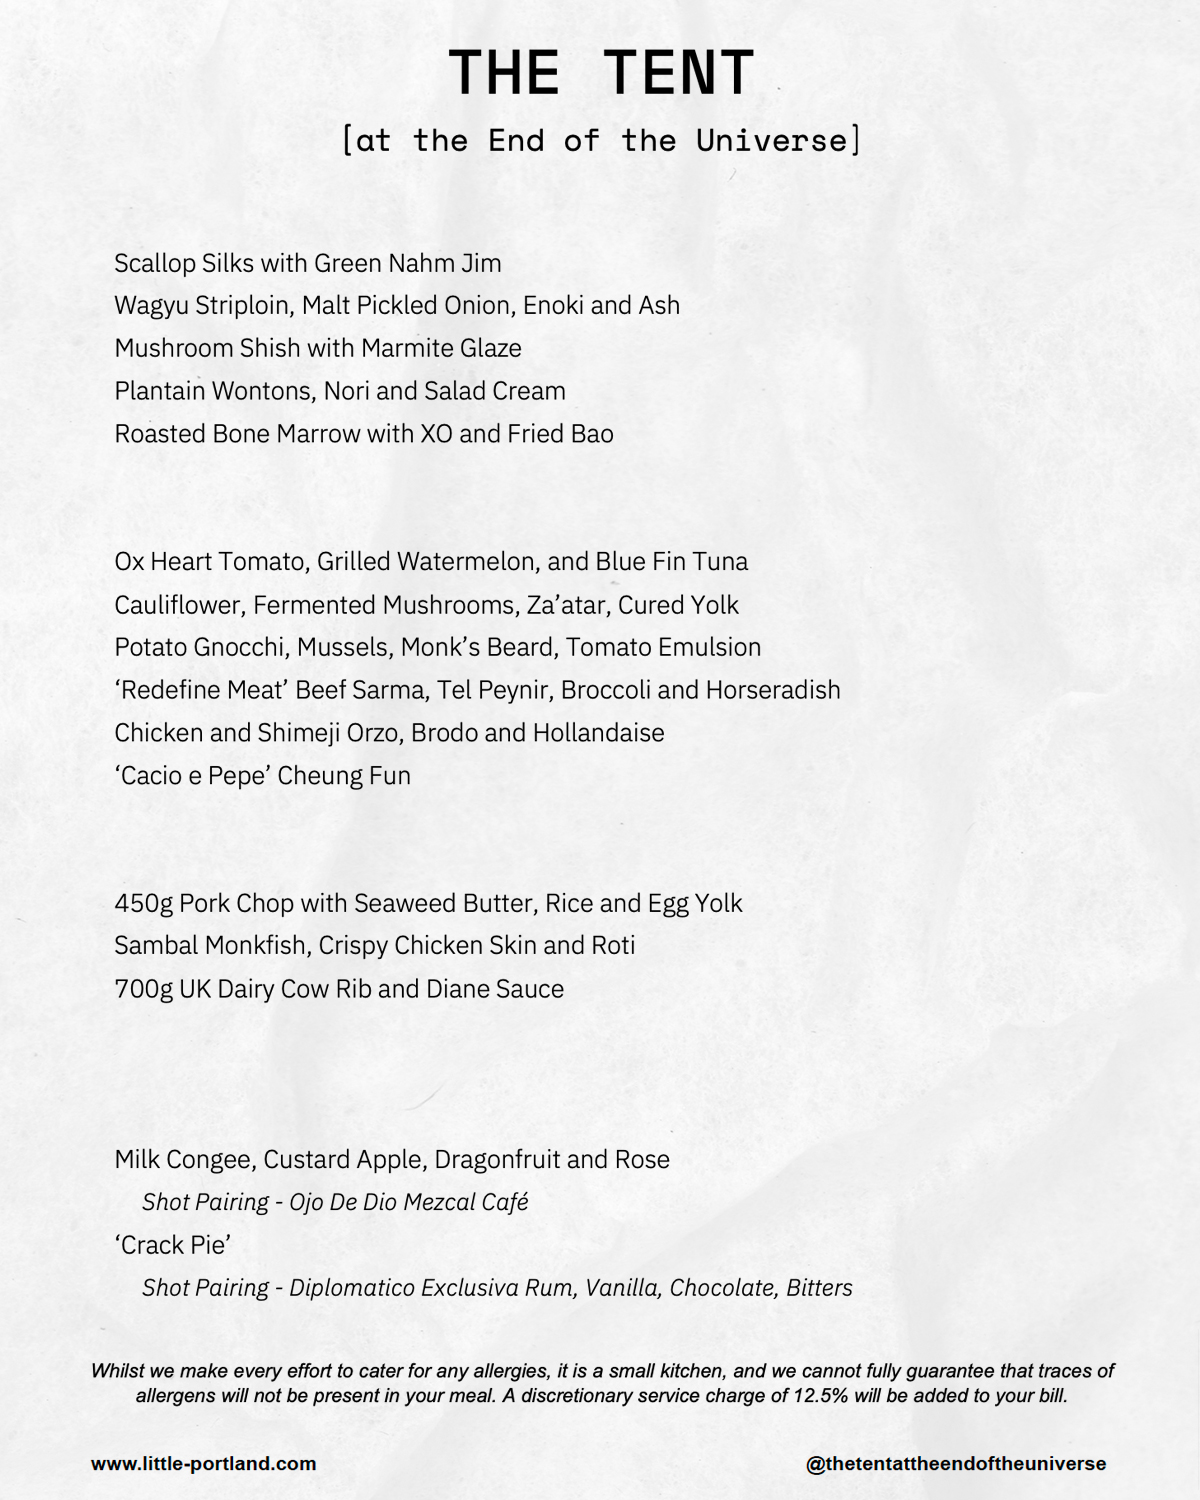 THE TENT
[at the End of the Universe]
Scallop Silks with Green Nahm Jim
Wagyu Striploin, Malt Pickled Onion, Enoki and Ash
Mushroom Shish with Marmite Glaze
Plantain Wontons, Nori and Salad Cream
Roasted Bone Marrow with XO and Fried Bao
Ox Heart Tomato, Grilled Watermelon, and Blue Fin Tuna
Cauliflower, Fermented Mushrooms, Za’atar, Cured Yolk
Potato Gnocchi, Mussels, Monk’s Beard, Tomato Emulsion
‘Redefine Meat’ Beef Sarma, Tel Peynir, Broccoli and Horseradish
Chicken and Shimeji Orzo, Brodo and Hollandaise
‘Cacio e Pepe’ Cheung Fun
450g Pork Chop with Seaweed Butter, Rice and Egg Yolk
Sambal Monkfish, Crispy Chicken Skin and Roti
700g UK Dairy Cow Rib and Diane Sauce
Milk Congee, Custard Apple, Dragonfruit and Rose
Shot Pairing - Ojo De Dio Mezcal Café
‘Crack Pie’
Shot Pairing - Diplomatico Exclusiva Rum, Vanilla, Chocolate, Bitters
Whilst we make every effort to cater for any allergies, it is a small kitchen, and we cannot fully guarantee that traces of
allergens will not be present in your meal. A discretionary service charge of 12.5% will be added to your bill.
www.little-portland.com
@thetentattheendoftheuniverse